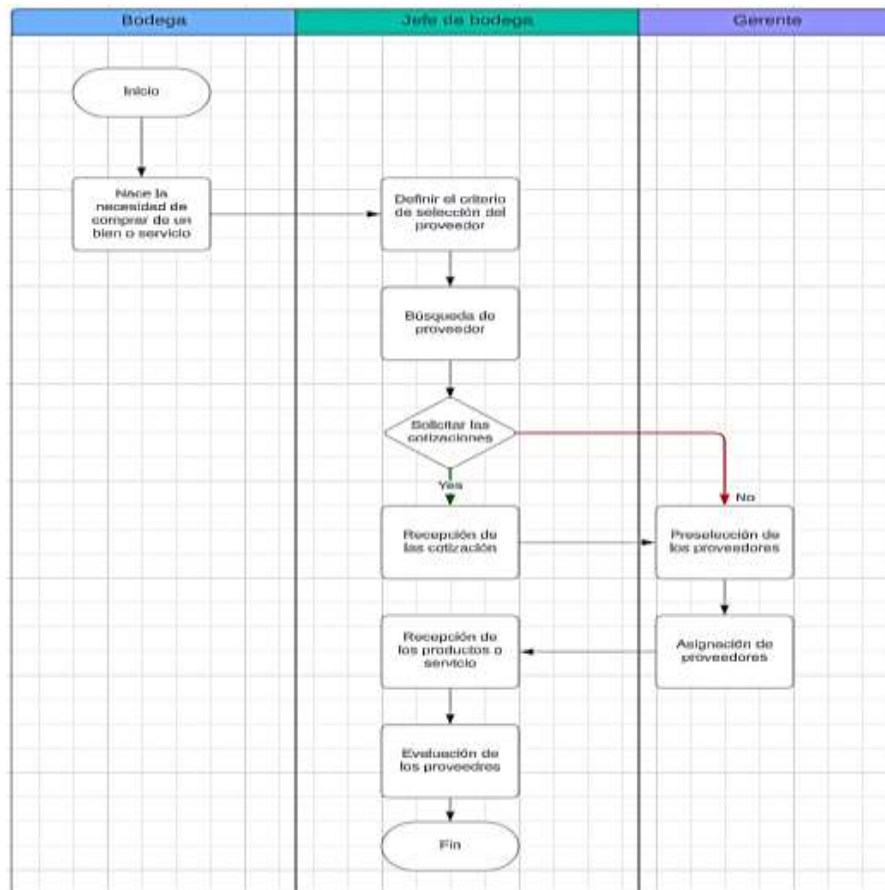 Bodega
Jefe de bodega
Gerente
Inicio
Nace la
necesidad de
comprar de un
bien o servicio
Definir el criterio
de selección del
proveedor
Búsqueda de
proveedor
Solicitar las
cotizaciones
Yes
No
Recepción de
las cotización
Preselección de
los proveedores
Recepción de
los productos o
servicio
Asignación de
proveedores
Evaluación de
los proveedres
Fin